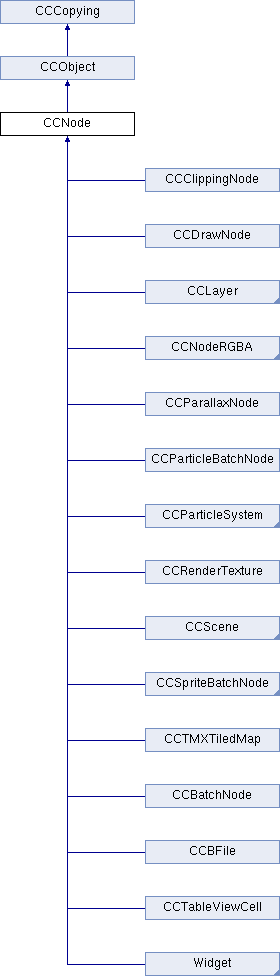 CCCopying
CCObject
CCNode
CCClippingNode
CCDrawNode
CCLayer
CCNodeRGBA
CCParallaxNode
CCParticleBatchNode
CCParticleSystem
CCRenderTexture
CCScene
CCSpriteBatchNode
CCTMXTiledMap
CCBatchNode
CCBFile
CCTableViewCell
Widget